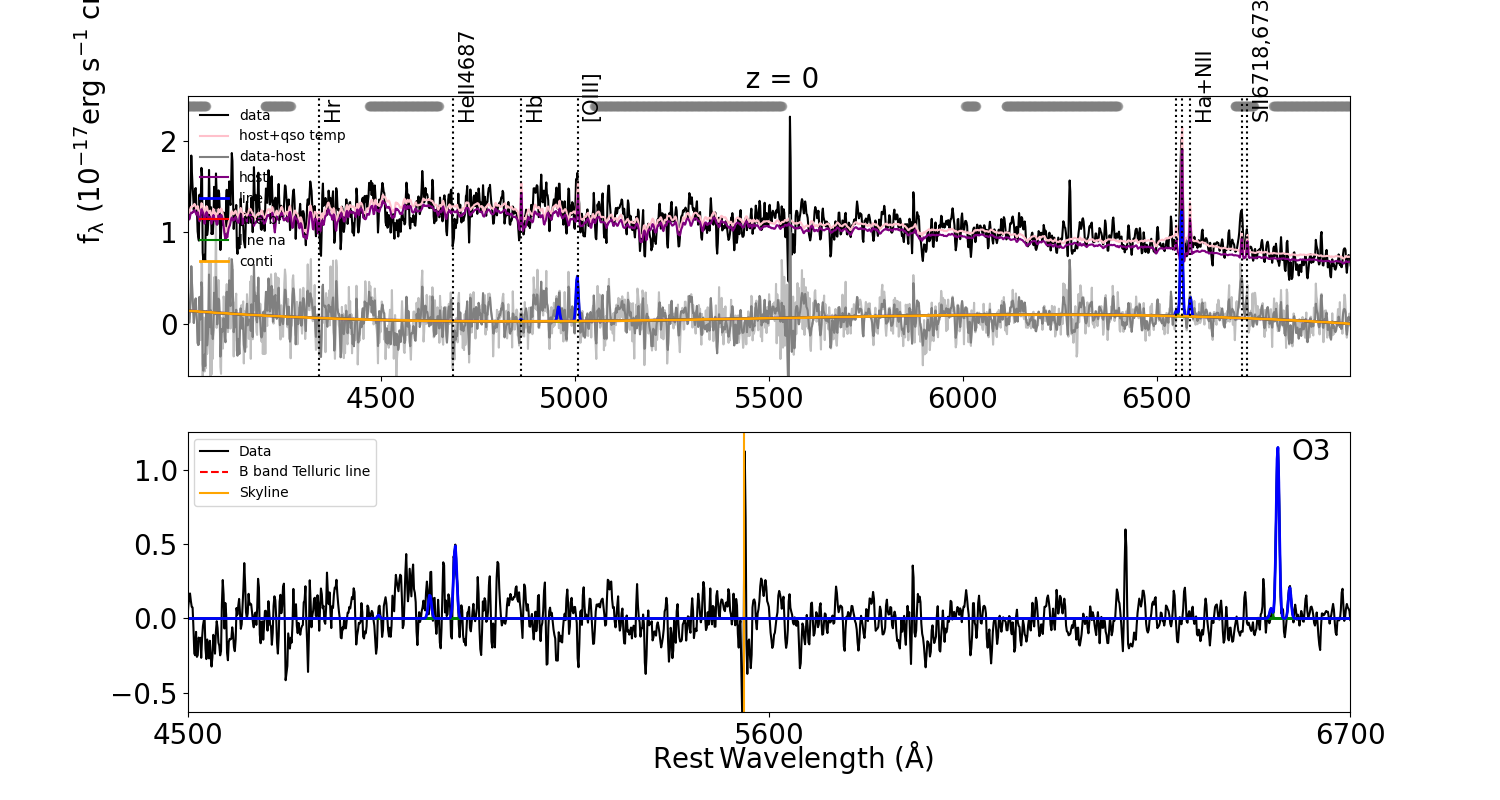 z = 0
Hr
HeII4687
Hb
[OIII]
Ha+NII
SII6718,673
data
host+qso temp
data-host
host
line
line na
conti
fλ (10−17erg s−1 c
2
1
0
4500
5000
5500
6000
6500
Data
B band Telluric line
Skyline
O3
1.0
0.5
0.0
−0.5
4500
5600
6700
Rest Wavelength (Å)